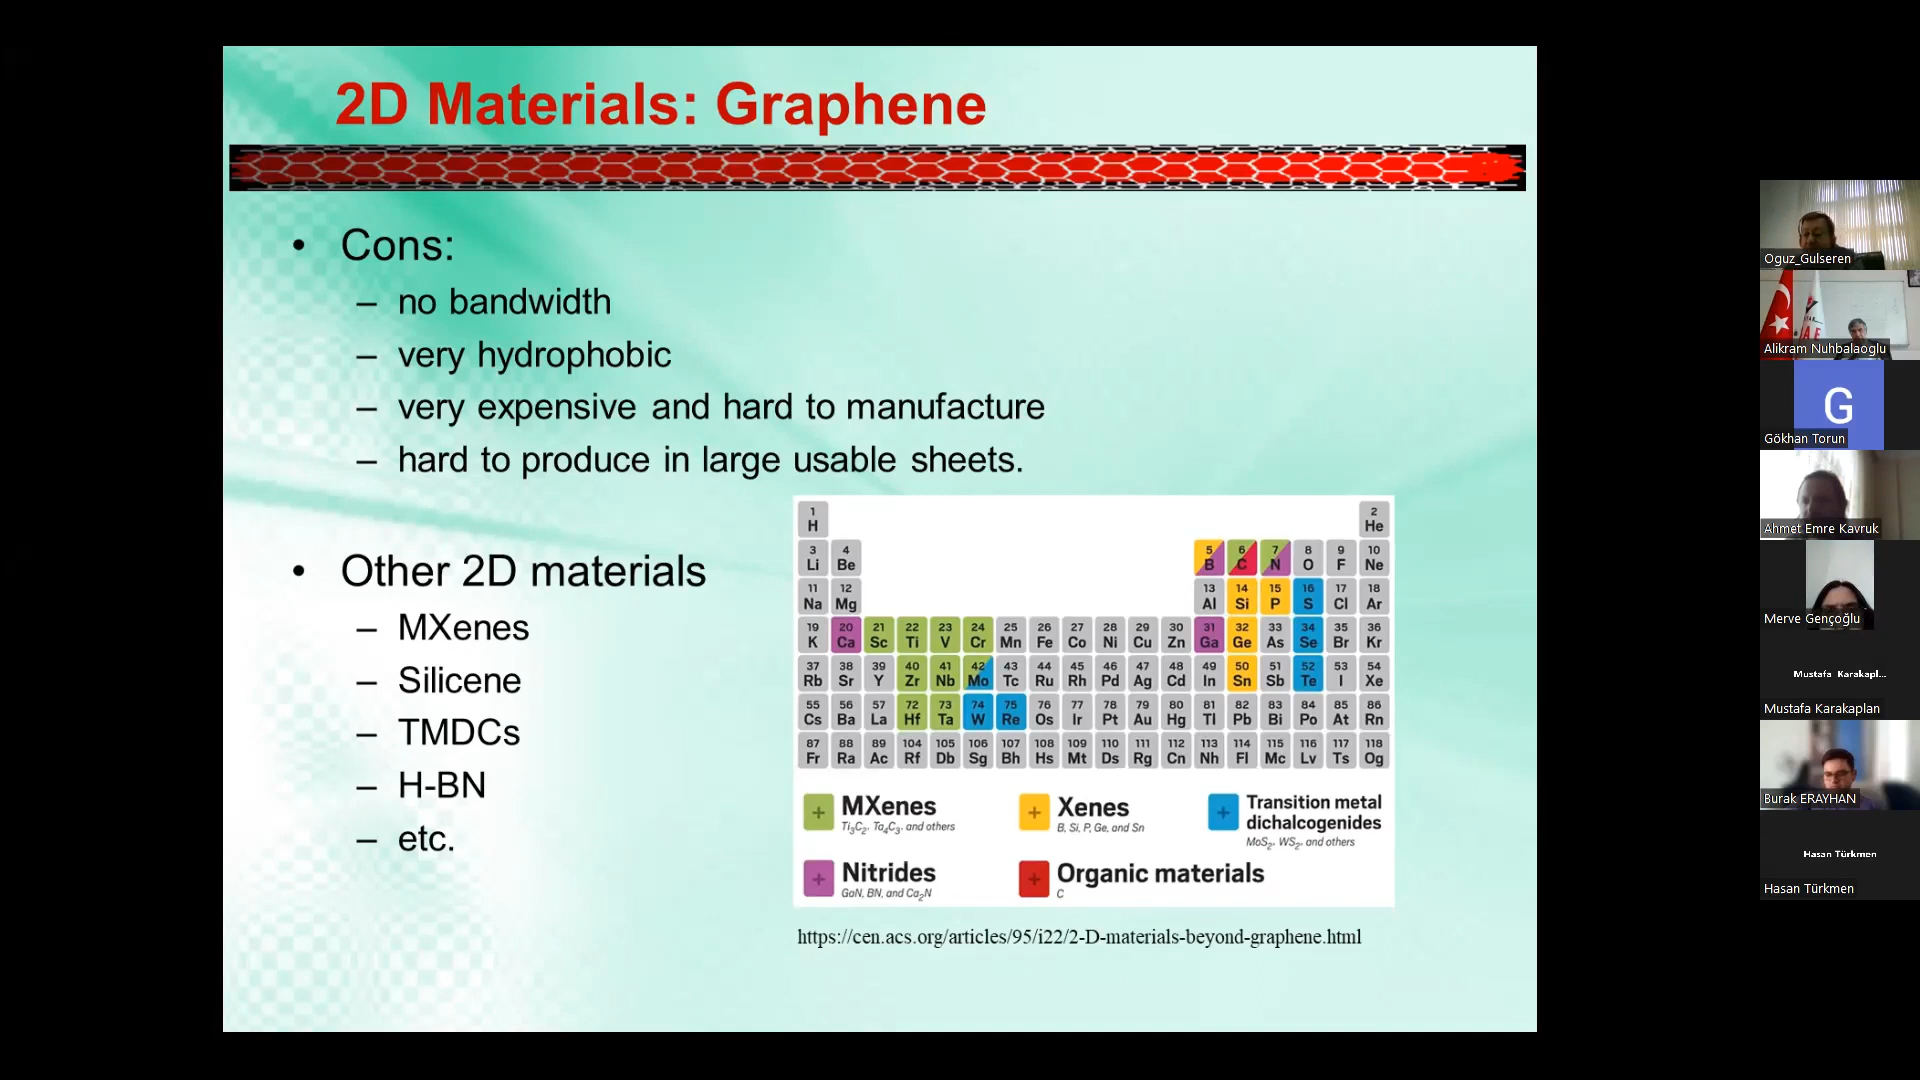 2D Materials: Graphene
• Cons:
– no bandwidth
– very hydrophobic
– very expensive and hard to manufacture
– hard to produce in large usable sheets.
• Other 2D materials
– MXenes
– Silicene
– TMDCs
– H-BN
– etc.
1 2
H He
3 4 5 6 7 8 9 10
Li Be B C N O F Ne
11 12 13 14 15 16 17 18
Na Mg Al Si P S Cl Ar
19 20 21 22 23 24 25 26 27 28 29 30 31 32 33 34 35 36
K Ca Sc Ti V Cr Mn Fe Co Ni Cu Zn Ga Ge As Se Br Kr
37 38 39 40 41 42 43 44 45 46 47 48 49 50 51 52 53 54
Rb Sr Y Zr Nb Mo Tc Ru Rh Pd Ag Cd In Sn Sb Te I Xe
55 56 57 72 73 74 75 76 77 78 79 80 81 82 83 84 85 86
Cs Ba La Hf Ta W Re Os Ir Pt Au Hg Tl Pb Bi Po At Rn
87 88 89 104 105 106 107 108 109 110 111 112 113 114 115 116 117 118
Fr Ra Ac Rf Db Sg Bh Hs Mt Ds Rg Cn Nh Fl Mc Lv Ts Og
+ MXenes
Ti₃C₂, Ta₄C₃, and others
+ Xenes
B, Si, P, Ge, and Sn
+ Transition metal
dichalcogenides
MoS₂, WS₂, and others
+ Nitrides
GaN, BN, and Ca₂N
+ Organic materials
C
https://cen.acs.org/articles/95/i22/2-D-materials-beyond-graphene.html
Oguz_Gulseren
Alikram Nuhbalaoglu
G
Gökhan Torun
Ahmet Emre Kavruk
Merve Gençoğlu
Mustafa Karakapl...
Mustafa Karakaplan
Burak ERAYHAN
Hasan Türkmen
Hasan Türkmen